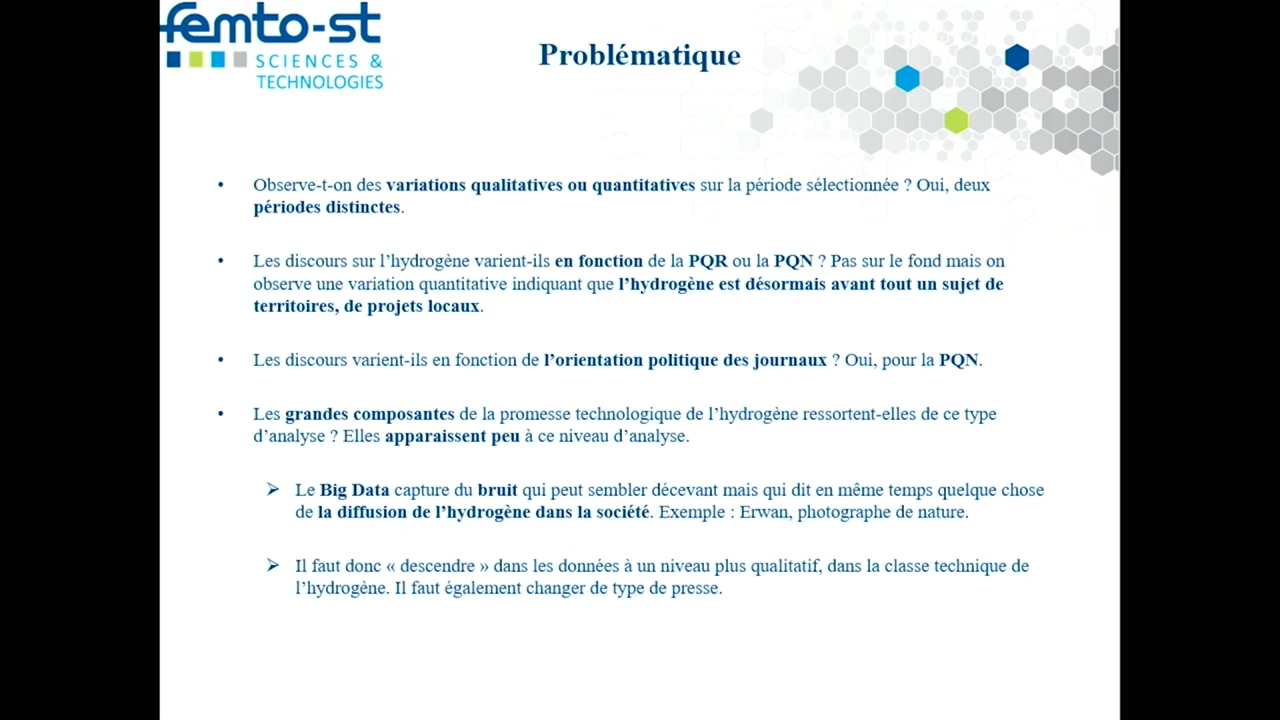 femto-st
SCIENCES &
TECHNOLOGIES
Problématique
• Observe-t-on des variations qualitatives ou quantitatives sur la période sélectionnée ? Oui, deux
périodes distinctes.
• Les discours sur l’hydrogène varient-ils en fonction de la PQR ou la PQN ? Pas sur le fond mais on
observe une variation quantitative indiquant que l’hydrogène est désormais avant tout un sujet de
territoires, de projets locaux.
• Les discours varient-ils en fonction de l’orientation politique des journaux ? Oui, pour la PQN.
• Les grandes composantes de la promesse technologique de l’hydrogène ressortent-elles de ce type
d’analyse ? Elles apparaissent peu à ce niveau d’analyse.
➢ Le Big Data capture du bruit qui peut sembler décevant mais qui dit en même temps quelque chose
de la diffusion de l’hydrogène dans la société. Exemple : Erwan, photographe de nature.
➢ Il faut donc « descendre » dans les données à un niveau plus qualitatif, dans la classe technique de
l’hydrogène. Il faut également changer de type de presse.